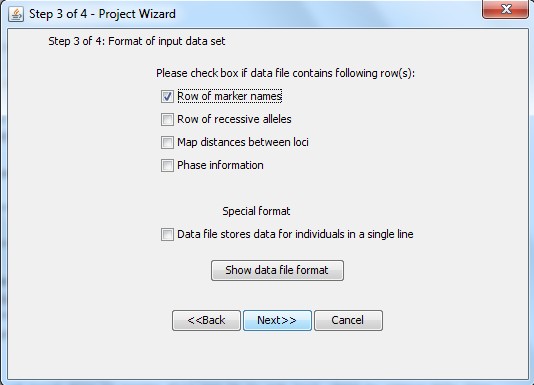 Step 3 of 4 - Project Wizard
Step 3 of 4: Format of input data set
Please check box if data file contains following row(s):
Row of marker names
Row of recessive alleles
Map distances between loci
Phase information
Special format
Data file stores data for individuals in a single line
Show data file format
<<Back Next>> Cancel